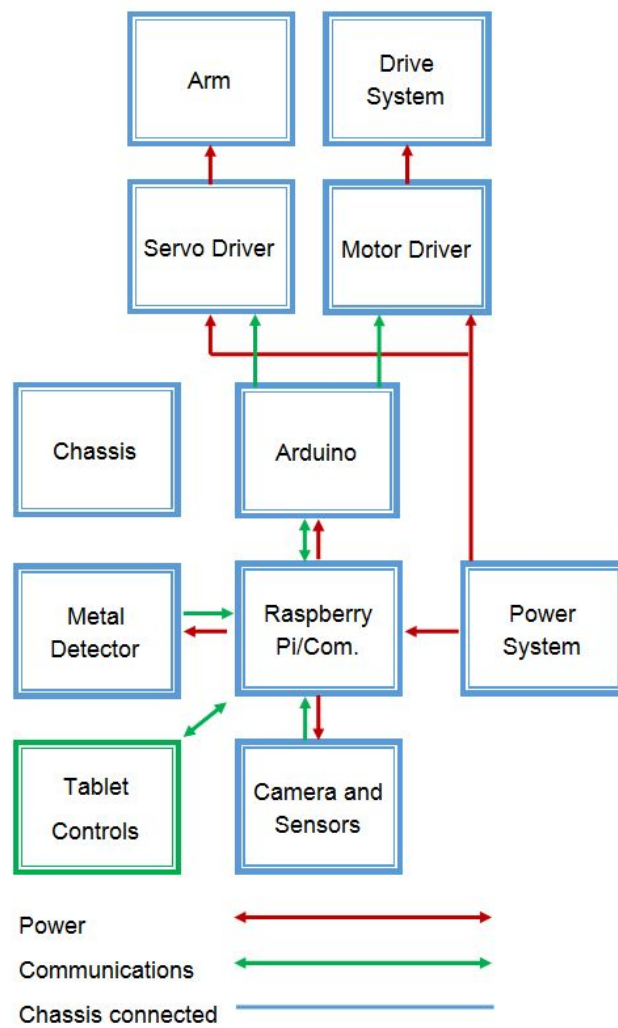 Arm
Drive
System
Servo Driver
Motor Driver
Chassis
Arduino
Metal
Detector
Raspberry
Pi/Com.
Power
System
Tablet
Controls
Camera and
Sensors
Power
Communications
Chassis connected